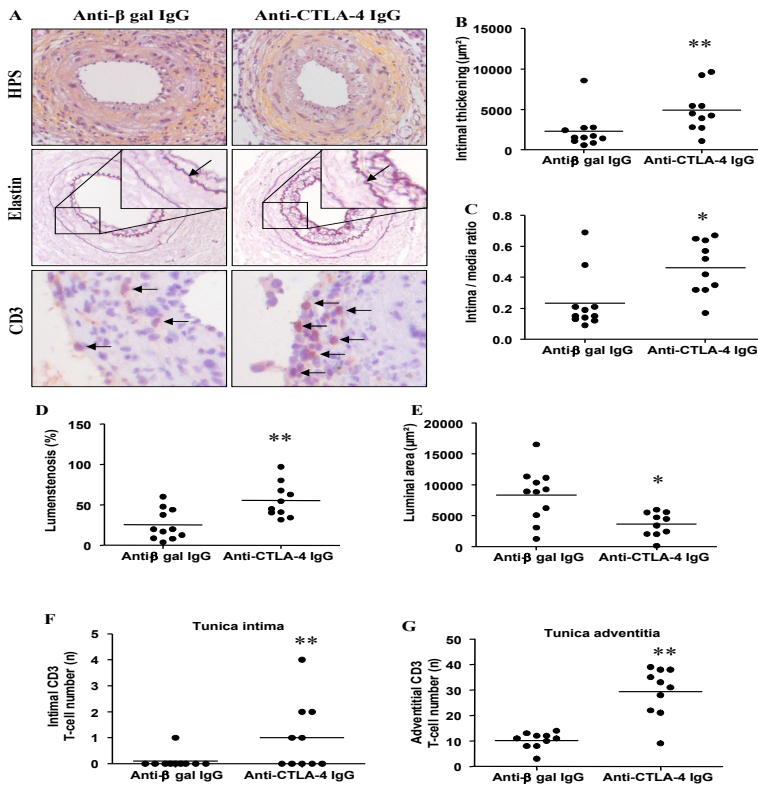 A Anti-β gal IgG Anti-CTLA-4 IgG
HPS
Elastin
CD3
B
Intimal thickening (µm²)
15000
10000
5000
0
**
Anti-β gal IgG Anti-CTLA-4 IgG
C
Intima / media ratio
0.8
0.6
0.4
0.2
0.0
*
Anti-β gal IgG Anti-CTLA-4 IgG
D
Lumenstenosis (%)
150
100
50
0
**
Anti-β gal IgG Anti-CTLA-4 IgG
E
Luminal area (µm²)
20000
15000
10000
5000
0
*
Anti-β gal IgG Anti-CTLA-4 IgG
F
Tunica intima
Intimal CD3
T-cell number (n)
5
4
3
2
1
0
**
Anti-β gal IgG Anti-CTLA-4 IgG
G
Tunica adventitia
Adventitial CD3
T-cell number (n)
50
40
30
20
10
0
**
Anti-β gal IgG Anti-CTLA-4 IgG